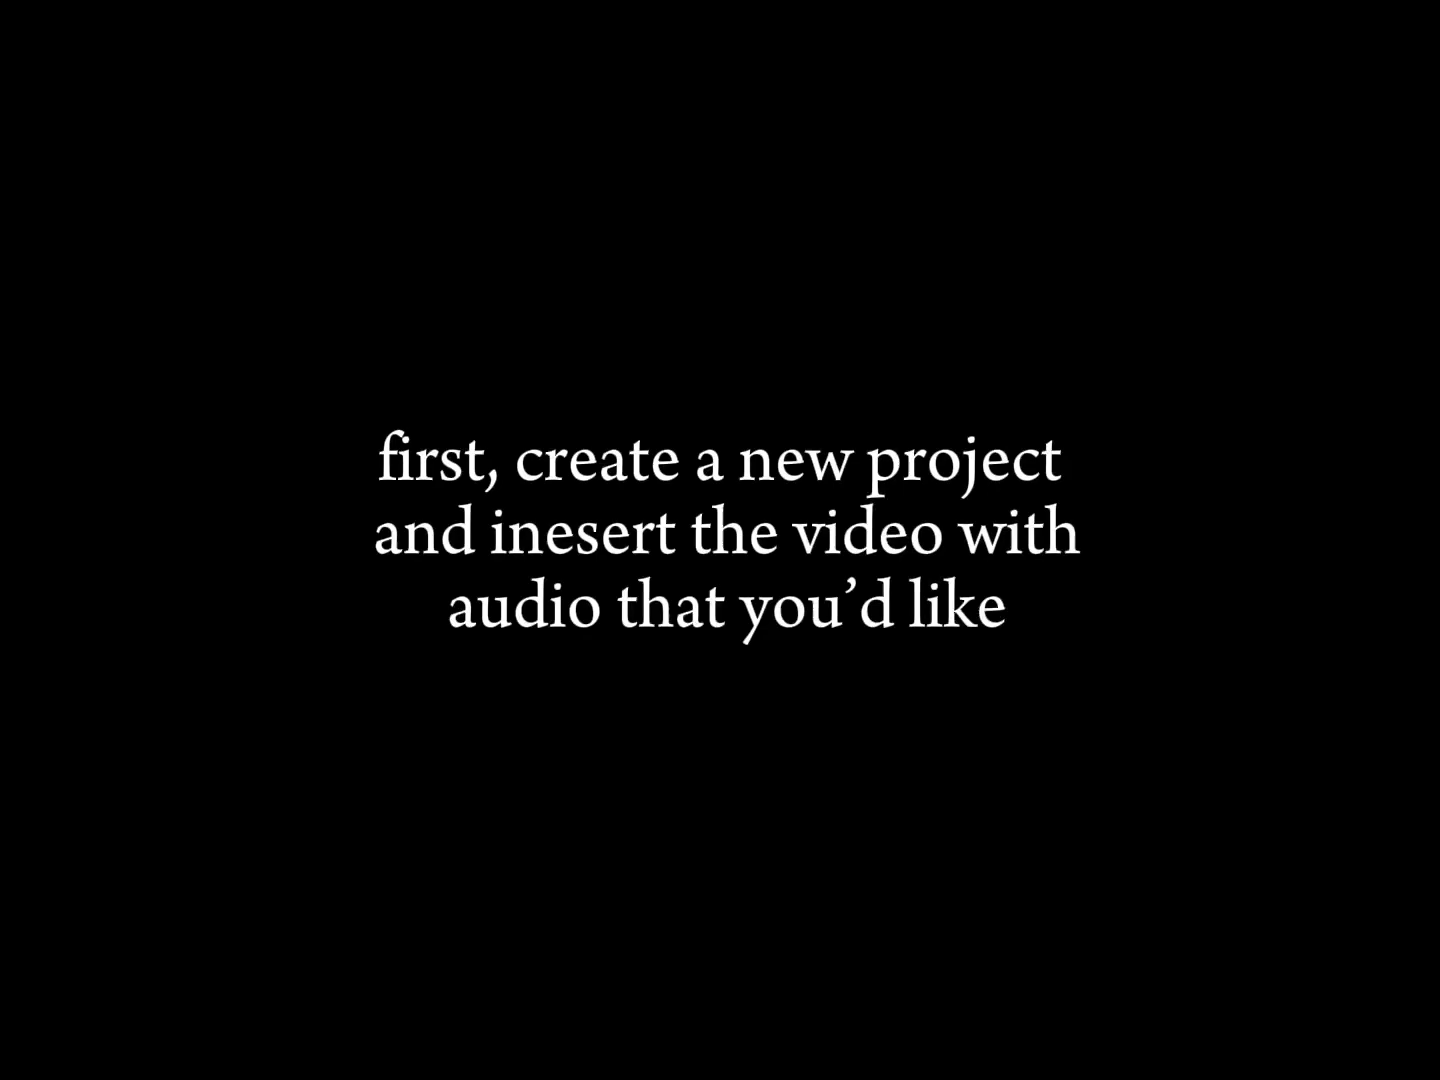 first, create a new project
and inesert the video with
audio that you’d like